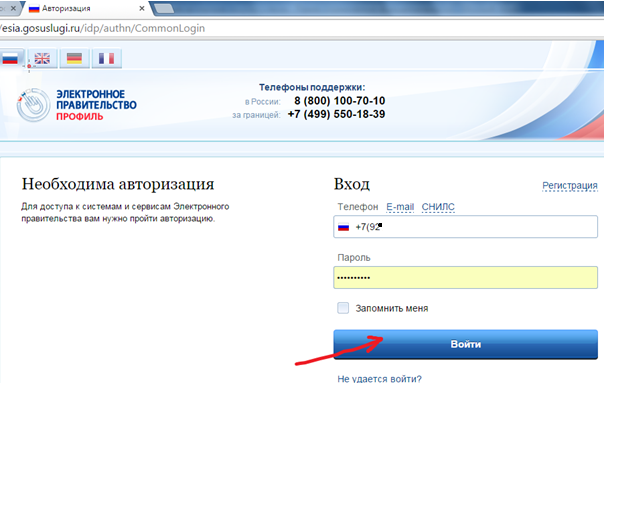 Авторизация
/esia.gosuslugi.ru/idp/authn/CommonLogin
ЭЛЕКТРОННОЕ
ПРАВИТЕЛЬСТВО
ПРОФИЛЬ
Телефоны поддержки:
в России: 8 (800) 100-70-10
за границей: +7 (499) 550-18-39
Необходима авторизация
Для доступа к системам и сервисам Электронного
правительства вам нужно пройти авторизацию.
Вход
Регистрация
Телефон E-mail СНИЛС
+7(92
Пароль
••••••••••
Запомнить меня
Войти
Не удается войти?